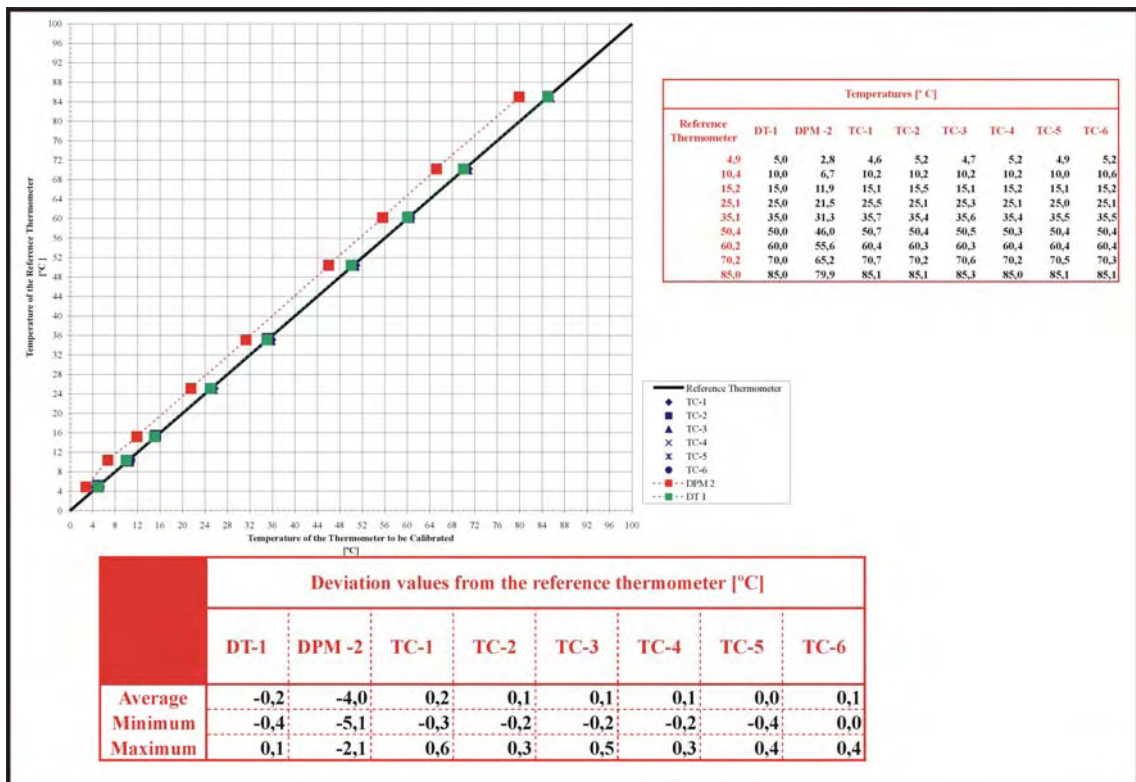 100
96
92
88
84
80
76
72
68
64
60
56
52
48
44
40
36
32
28
24
20
16
12
8
4
0
Temperature of the Reference Thermometer
[ºC]
0 4 8 12 16 20 24 28 32 36 40 44 48 52 56 60 64 68 72 76 80 84 88 92 96 100
Temperature of the Thermometer to be Calibrated
[ºC]
Temperatures [º C]
Reference Thermometer DT-1 DPM -2 TC-1 TC-2 TC-3 TC-4 TC-5 TC-6
4,9 5,0 2,8 4,6 5,2 4,7 5,2 4,9 5,2
10,4 10,0 6,7 10,2 10,2 10,2 10,2 10,0 10,6
15,2 15,0 11,9 15,1 15,5 15,1 15,2 15,1 15,2
25,1 25,0 21,5 25,5 25,1 25,3 25,1 25,0 25,1
35,1 35,0 31,3 35,7 35,4 35,6 35,4 35,5 35,5
50,4 50,0 46,0 50,7 50,4 50,5 50,3 50,4 50,4
60,2 60,0 55,6 60,4 60,3 60,3 60,4 60,4 60,4
70,2 70,0 65,2 70,7 70,2 70,6 70,2 70,5 70,3
85,0 85,0 79,9 85,1 85,1 85,3 85,0 85,1 85,1
Reference Thermometer
TC-1
TC-2
TC-3
TC-4
TC-5
TC-6
DPM 2
DT 1
Deviation values from the reference thermometer [ºC]
DT-1 DPM -2 TC-1 TC-2 TC-3 TC-4 TC-5 TC-6
Average -0,2 -4,0 0,2 0,1 0,1 0,1 0,0 0,1
Minimum -0,4 -5,1 -0,3 -0,2 -0,2 -0,2 -0,4 0,0
Maximum 0,1 -2,1 0,6 0,3 0,5 0,3 0,4 0,4